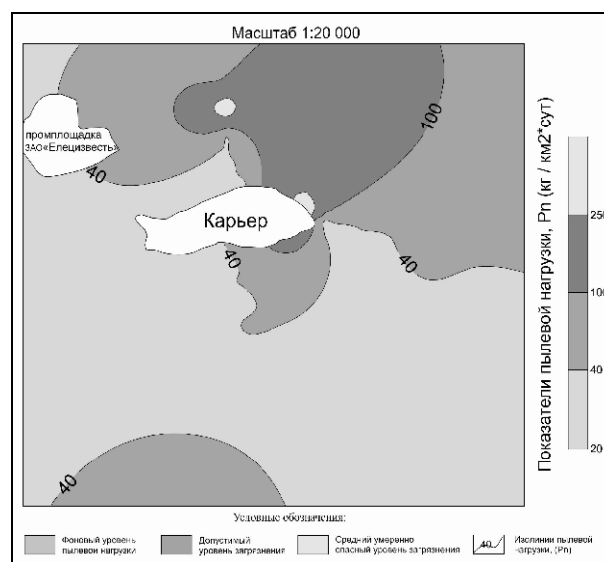 Масштаб 1:20 000
промплощадка
ЗАО«Елецизвесть»
100
40
Карьер
40
40
40
Показатели пылевой нагрузки, Pn (кг / км2*сут)
250
100
40
20
Условные обозначения:
Фоновый уровень
пылевой нагрузки
Допустимый
уровень загрязнения
Средний умеренно
опасный уровень загрязнения
40
Изолинии пылевой
нагрузки, (Pn)